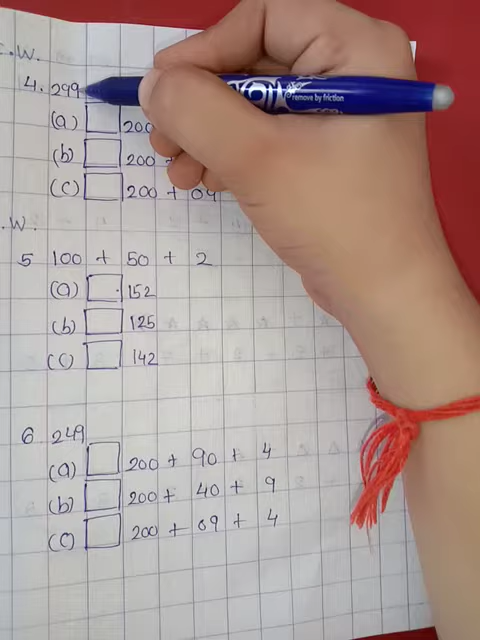 C.W.
4. 299
(a) 200
(b) 200 +
(c) 200 + 09
remove by friction
.W.
5 100 + 50 + 2
(a) 152
(b) 125
(c) 142
6 249
(a) 200 + 90 + 4
(b) 200 + 40 + 9
(c) 200 + 09 + 4